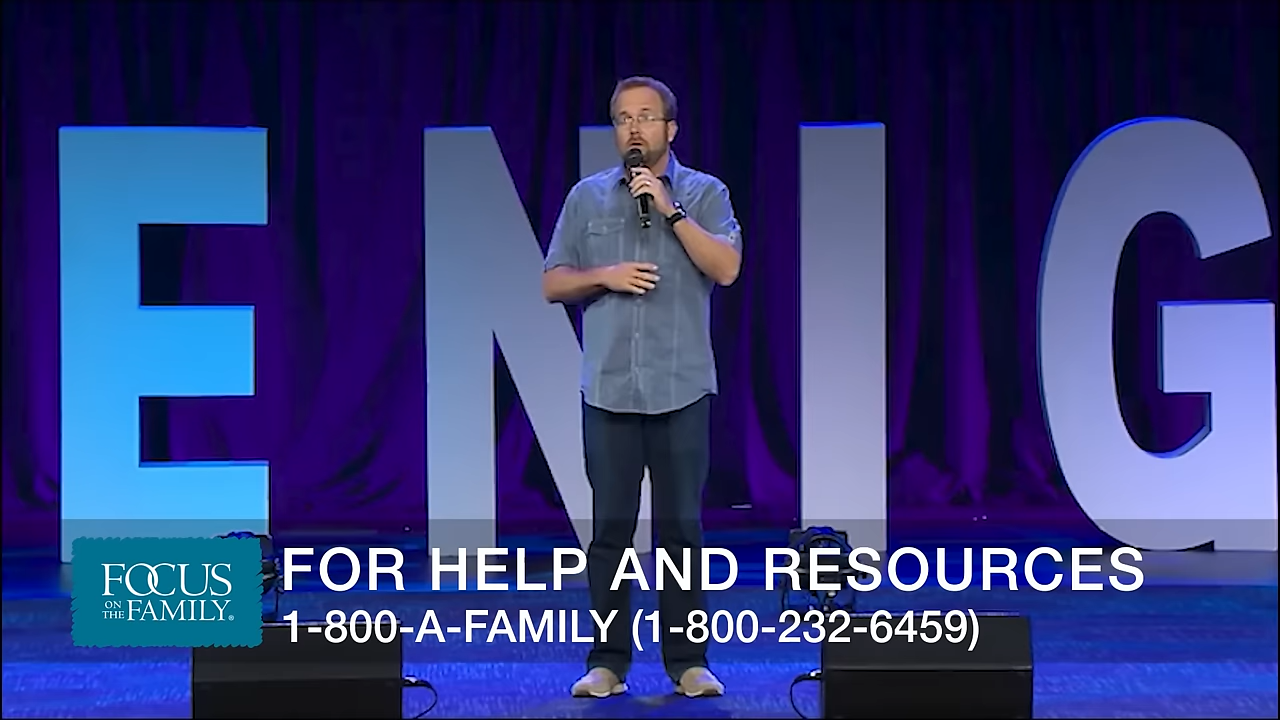 ENIG
FOCUS
ON THE
FAMILY®
FOR HELP AND RESOURCES
1-800-A-FAMILY (1-800-232-6459)